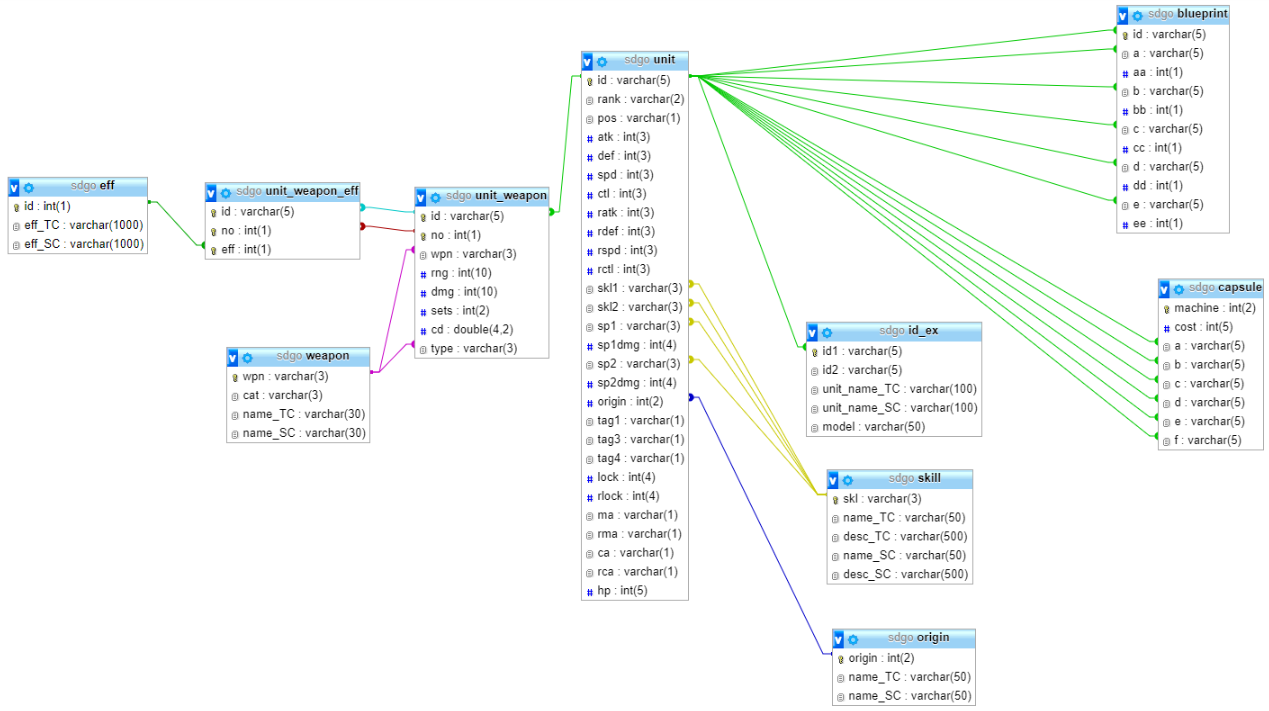 sdgo eff
id : int(1)
eff_TC : varchar(1000)
eff_SC : varchar(1000)
sdgo unit_weapon_eff
id : varchar(5)
no : int(1)
eff : int(1)
sdgo weapon
wpn : varchar(3)
cat : varchar(3)
name_TC : varchar(30)
name_SC : varchar(30)
sdgo unit_weapon
id : varchar(5)
no : int(1)
wpn : varchar(3)
rng : int(10)
dmg : int(10)
sets : int(2)
cd : double(4,2)
type : varchar(3)
sdgo unit
id : varchar(5)
rank : varchar(2)
pos : varchar(1)
atk : int(3)
def : int(3)
spd : int(3)
ctl : int(3)
ratk : int(3)
rdef : int(3)
rspd : int(3)
rctl : int(3)
skl1 : varchar(3)
skl2 : varchar(3)
sp1 : varchar(3)
sp1dmg : int(4)
sp2 : varchar(3)
sp2dmg : int(4)
origin : int(2)
tag1 : varchar(1)
tag3 : varchar(1)
tag4 : varchar(1)
lock : int(4)
rlock : int(4)
ma : varchar(1)
rma : varchar(1)
ca : varchar(1)
rca : varchar(1)
hp : int(5)
sdgo id_ex
id1 : varchar(5)
id2 : varchar(5)
unit_name_TC : varchar(100)
unit_name_SC : varchar(100)
model : varchar(50)
sdgo skill
skl : varchar(3)
name_TC : varchar(50)
desc_TC : varchar(500)
name_SC : varchar(50)
desc_SC : varchar(500)
sdgo origin
origin : int(2)
name_TC : varchar(50)
name_SC : varchar(50)
sdgo blueprint
id : varchar(5)
a : varchar(5)
aa : int(1)
b : varchar(5)
bb : int(1)
c : varchar(5)
cc : int(1)
d : varchar(5)
dd : int(1)
e : varchar(5)
ee : int(1)
sdgo capsule
machine : int(2)
cost : int(5)
a : varchar(5)
b : varchar(5)
c : varchar(5)
d : varchar(5)
e : varchar(5)
f : varchar(5)